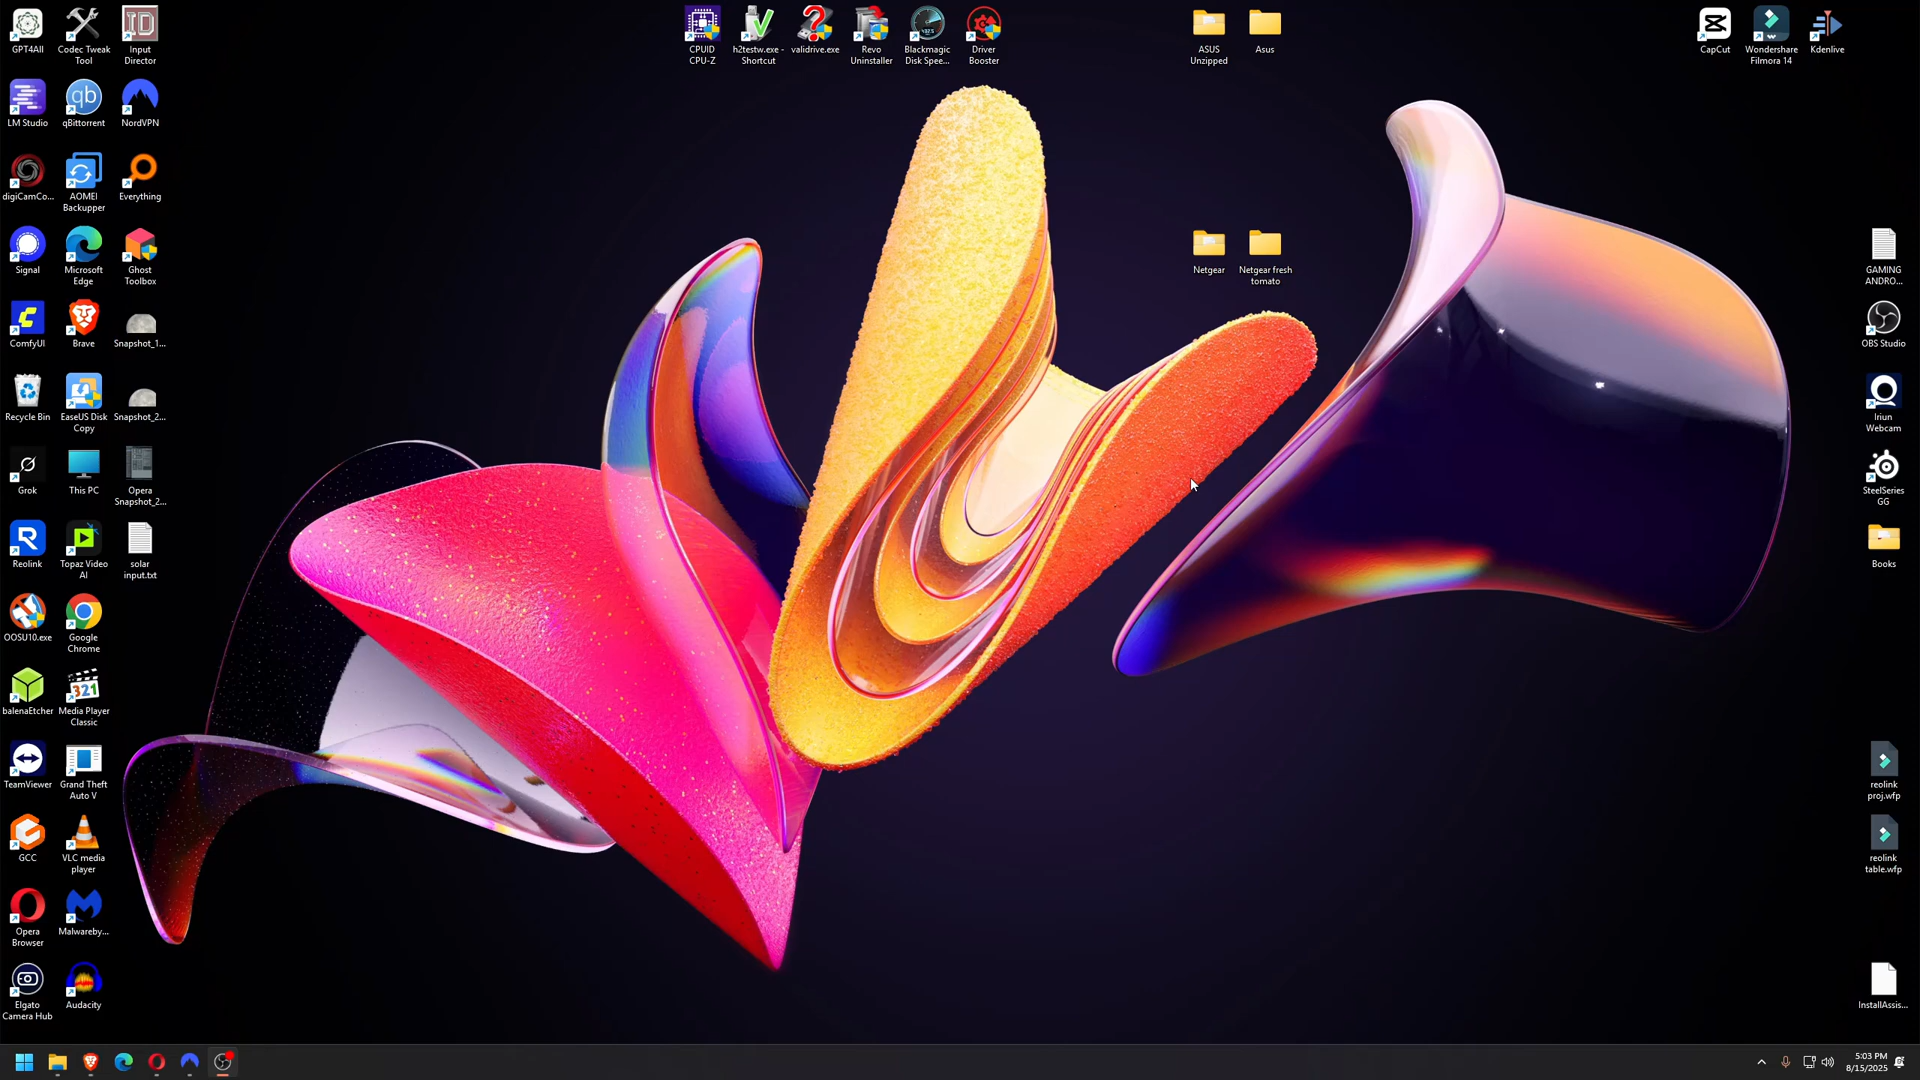 GPT4All
Codec Tweak
Tool
Input
Director
LM Studio
qBittorrent
NordVPN
digiCamCo...
AOMEI
Backupper
Everything
Signal
Microsoft
Edge
Ghost
Toolbox
ComfyUI
Brave
Snapshot_1...
Recycle Bin
EaseUS Disk
Copy
Snapshot_2...
Grok
This PC
Opera
Snapshot_2...
Reolink
Topaz Video
AI
solar
input.txt
OOSU10.exe
Google
Chrome
balenaEtcher
Media Player
Classic
TeamViewer
Grand Theft
Auto V
GCC
VLC media
player
Opera
Browser
Malwareby...
Elgato
Camera Hub
Audacity
CPUID
CPU-Z
h2testw.exe -
Shortcut
validrive.exe
Revo
Uninstaller
Blackmagic
Disk Spee...
Driver
Booster
ASUS
Unzipped
Asus
Netgear
Netgear fresh
tomato
CapCut
Wondershare
Filmora 14
Kdenlive
GAMING
ANDRO...
OBS Studio
Iriun
Webcam
SteelSeries
GG
Books
reolink
proj.wfp
reolink
table.wfp
InstallAssis...
5:03 PM
8/15/2025